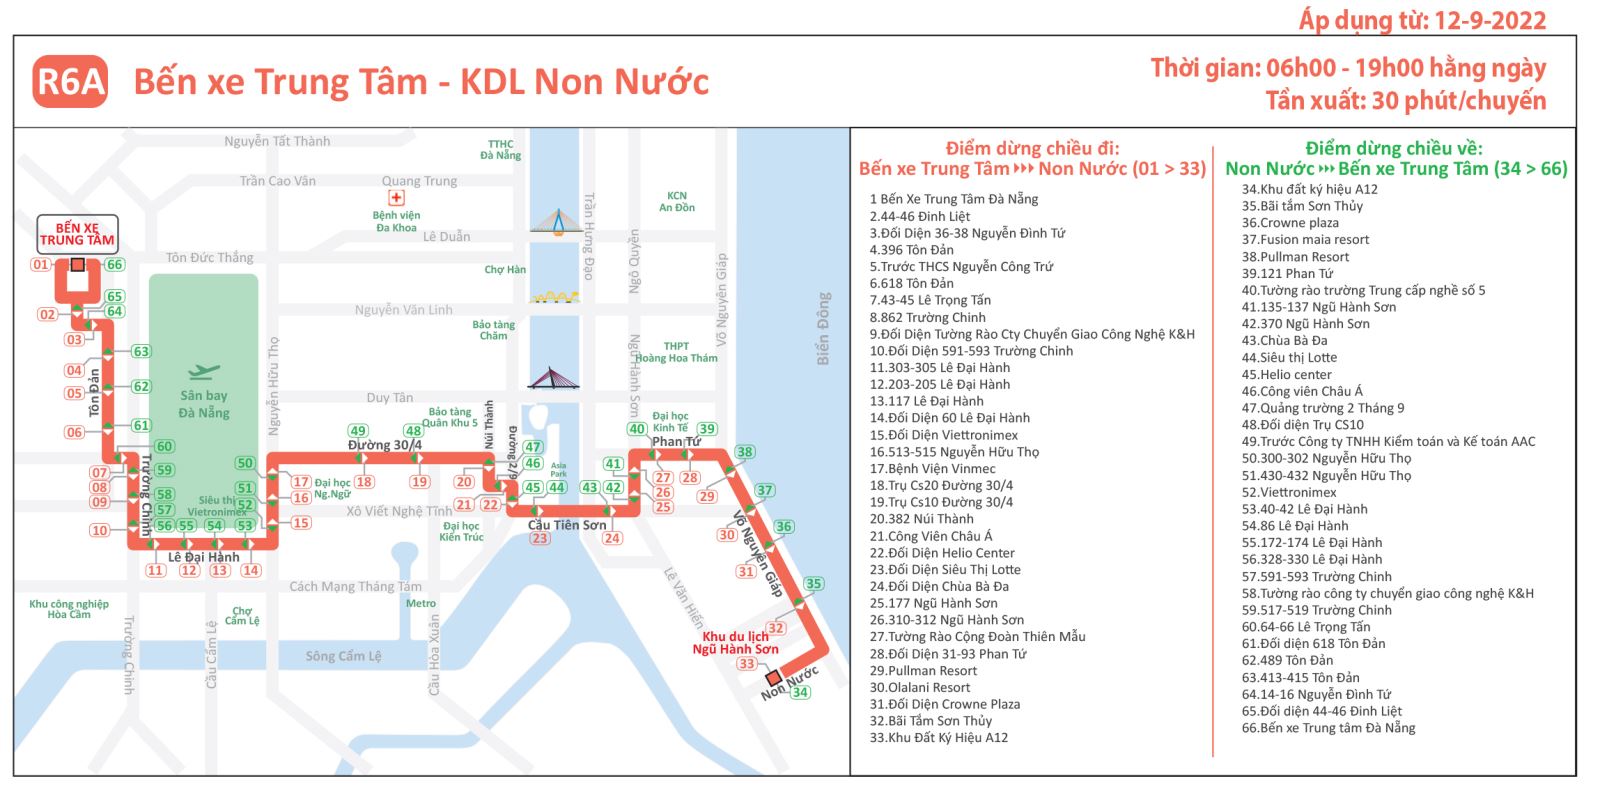 Áp dụng từ: 12-9-2022
R6A
Bến xe Trung Tâm - KDL Non Nước
Thời gian: 06h00 - 19h00 hằng ngày
Tần xuất: 30 phút/chuyến
Nguyễn Tất Thành
TTHC
Đà Nẵng
Trần Cao Vân
Quang Trung
Bệnh viện
Đa Khoa
KCN
An Đồn
Trần Hưng Đạo
Ngô Quyền
Lê Duẩn
BẾN XE
TRUNG TÂM
01
66
Tôn Đức Thắng
Chợ Hàn
Võ Nguyên Giáp
65
64
02
03
Nguyễn Văn Linh
Bảo tàng
Chăm
Biển Đông
THPT
Hoàng Hoa Thám
Ngũ Hành Sơn
Nguyễn Hữu Thọ
63
04
62
05
Tôn Đản
Sân bay
Đà Nẵng
Duy Tân
Bảo tàng
Quân Khu 5
Núi Thành
Đường2/9
Đại học
Kinh Tế
61
06
49
48
Đường 30/4
40
39
Phan Tứ
60
47
46
38
07
59
50
41
08
Trường Chinh
17
Đại học
Ng.Ngữ
18
19
20
Asia
Park
27
28
58
51
16
45
44
43
42
26
29
37
09
57
Siêu thị
Vietronimex
52
21
22
25
Xô Viết Nghệ Tĩnh
10
56
55
54
53
15
Đại học
Kiến Trúc
Cầu Tiên Sơn
23
24
30
36
Lê Đại Hành
11
12
13
14
Võ Nguyên Giáp
31
Cách Mạng Tháng Tám
Lê Văn Hiến
35
Khu công nghiệp
Hòa Cầm
Chợ
Cẩm Lệ
Metro
32
Trường Chinh
Cầu Cẩm Lệ
Cầu Hòa Xuân
Sông Cẩm Lệ
Khu du lịch
Ngũ Hành Sơn
33
Non Nước
34
Điểm dừng chiều đi:
Bến xe Trung Tâm Non Nước (01 > 33)
1 Bến Xe Trung Tâm Đà Nẵng
2.44-46 Đinh Liệt
3.Đối Diện 36-38 Nguyễn Đình Tứ
4.396 Tôn Đản
5.Trước THCS Nguyễn Công Trứ
6.618 Tôn Đản
7.43-45 Lê Trọng Tấn
8.862 Trường Chinh
9.Đối Diện Tường Rào Cty Chuyển Giao Công Nghệ K&H
10.Đối Diện 591-593 Trường Chinh
11.303-305 Lê Đại Hành
12.203-205 Lê Đại Hành
13.117 Lê Đại Hành
14.Đối Diện 60 Lê Đại Hành
15.Đối Diện Viettronimex
16.513-515 Nguyễn Hữu Thọ
17.Bệnh Viện Vinmec
18.Trụ Cs20 Đường 30/4
19.Trụ Cs10 Đường 30/4
20.382 Núi Thành
21.Công Viên Châu Á
22.Đối Diện Helio Center
23.Đối Diện Siêu Thị Lotte
24.Đối Diện Chùa Bà Đa
25.177 Ngũ Hành Sơn
26.310-312 Ngũ Hành Sơn
27.Tường Rào Cộng Đoàn Thiên Mẫu
28.Đối Diện 31-93 Phan Tứ
29.Pullman Resort
30.Olalani Resort
31.Đối Diện Crowne Plaza
32.Bãi Tắm Sơn Thủy
33.Khu Đất Ký Hiệu A12
Điểm dừng chiều về:
Non Nước Bến xe Trung Tâm (34 > 66)
34.Khu đất ký hiệu A12
35.Bãi tắm Sơn Thủy
36.Crowne plaza
37.Fusion maia resort
38.Pullman Resort
39.121 Phan Tứ
40.Tường rào trường Trung cấp nghề số 5
41.135-137 Ngũ Hành Sơn
42.370 Ngũ Hành Sơn
43.Chùa Bà Đa
44.Siêu thị Lotte
45.Helio center
46.Công viên Châu Á
47.Quảng trường 2 Tháng 9
48.Đối diện Trụ CS10
49.Trước Công ty TNHH Kiểm toán và Kế toán AAC
50.300-302 Nguyễn Hữu Thọ
51.430-432 Nguyễn Hữu Thọ
52.Viettronimex
53.40-42 Lê Đại Hành
54.86 Lê Đại Hành
55.172-174 Lê Đại Hành
56.328-330 Lê Đại Hành
57.591-593 Trường Chinh
58.Tường rào công ty chuyển giao công nghệ K&H
59.517-519 Trường Chinh
60.64-66 Lê Trọng Tấn
61.Đối diện 618 Tôn Đản
62.489 Tôn Đản
63.413-415 Tôn Đản
64.14-16 Nguyễn Đình Tứ
65.Đối diện 44-46 Đinh Liệt
66.Bến xe Trung tâm Đà Nẵng